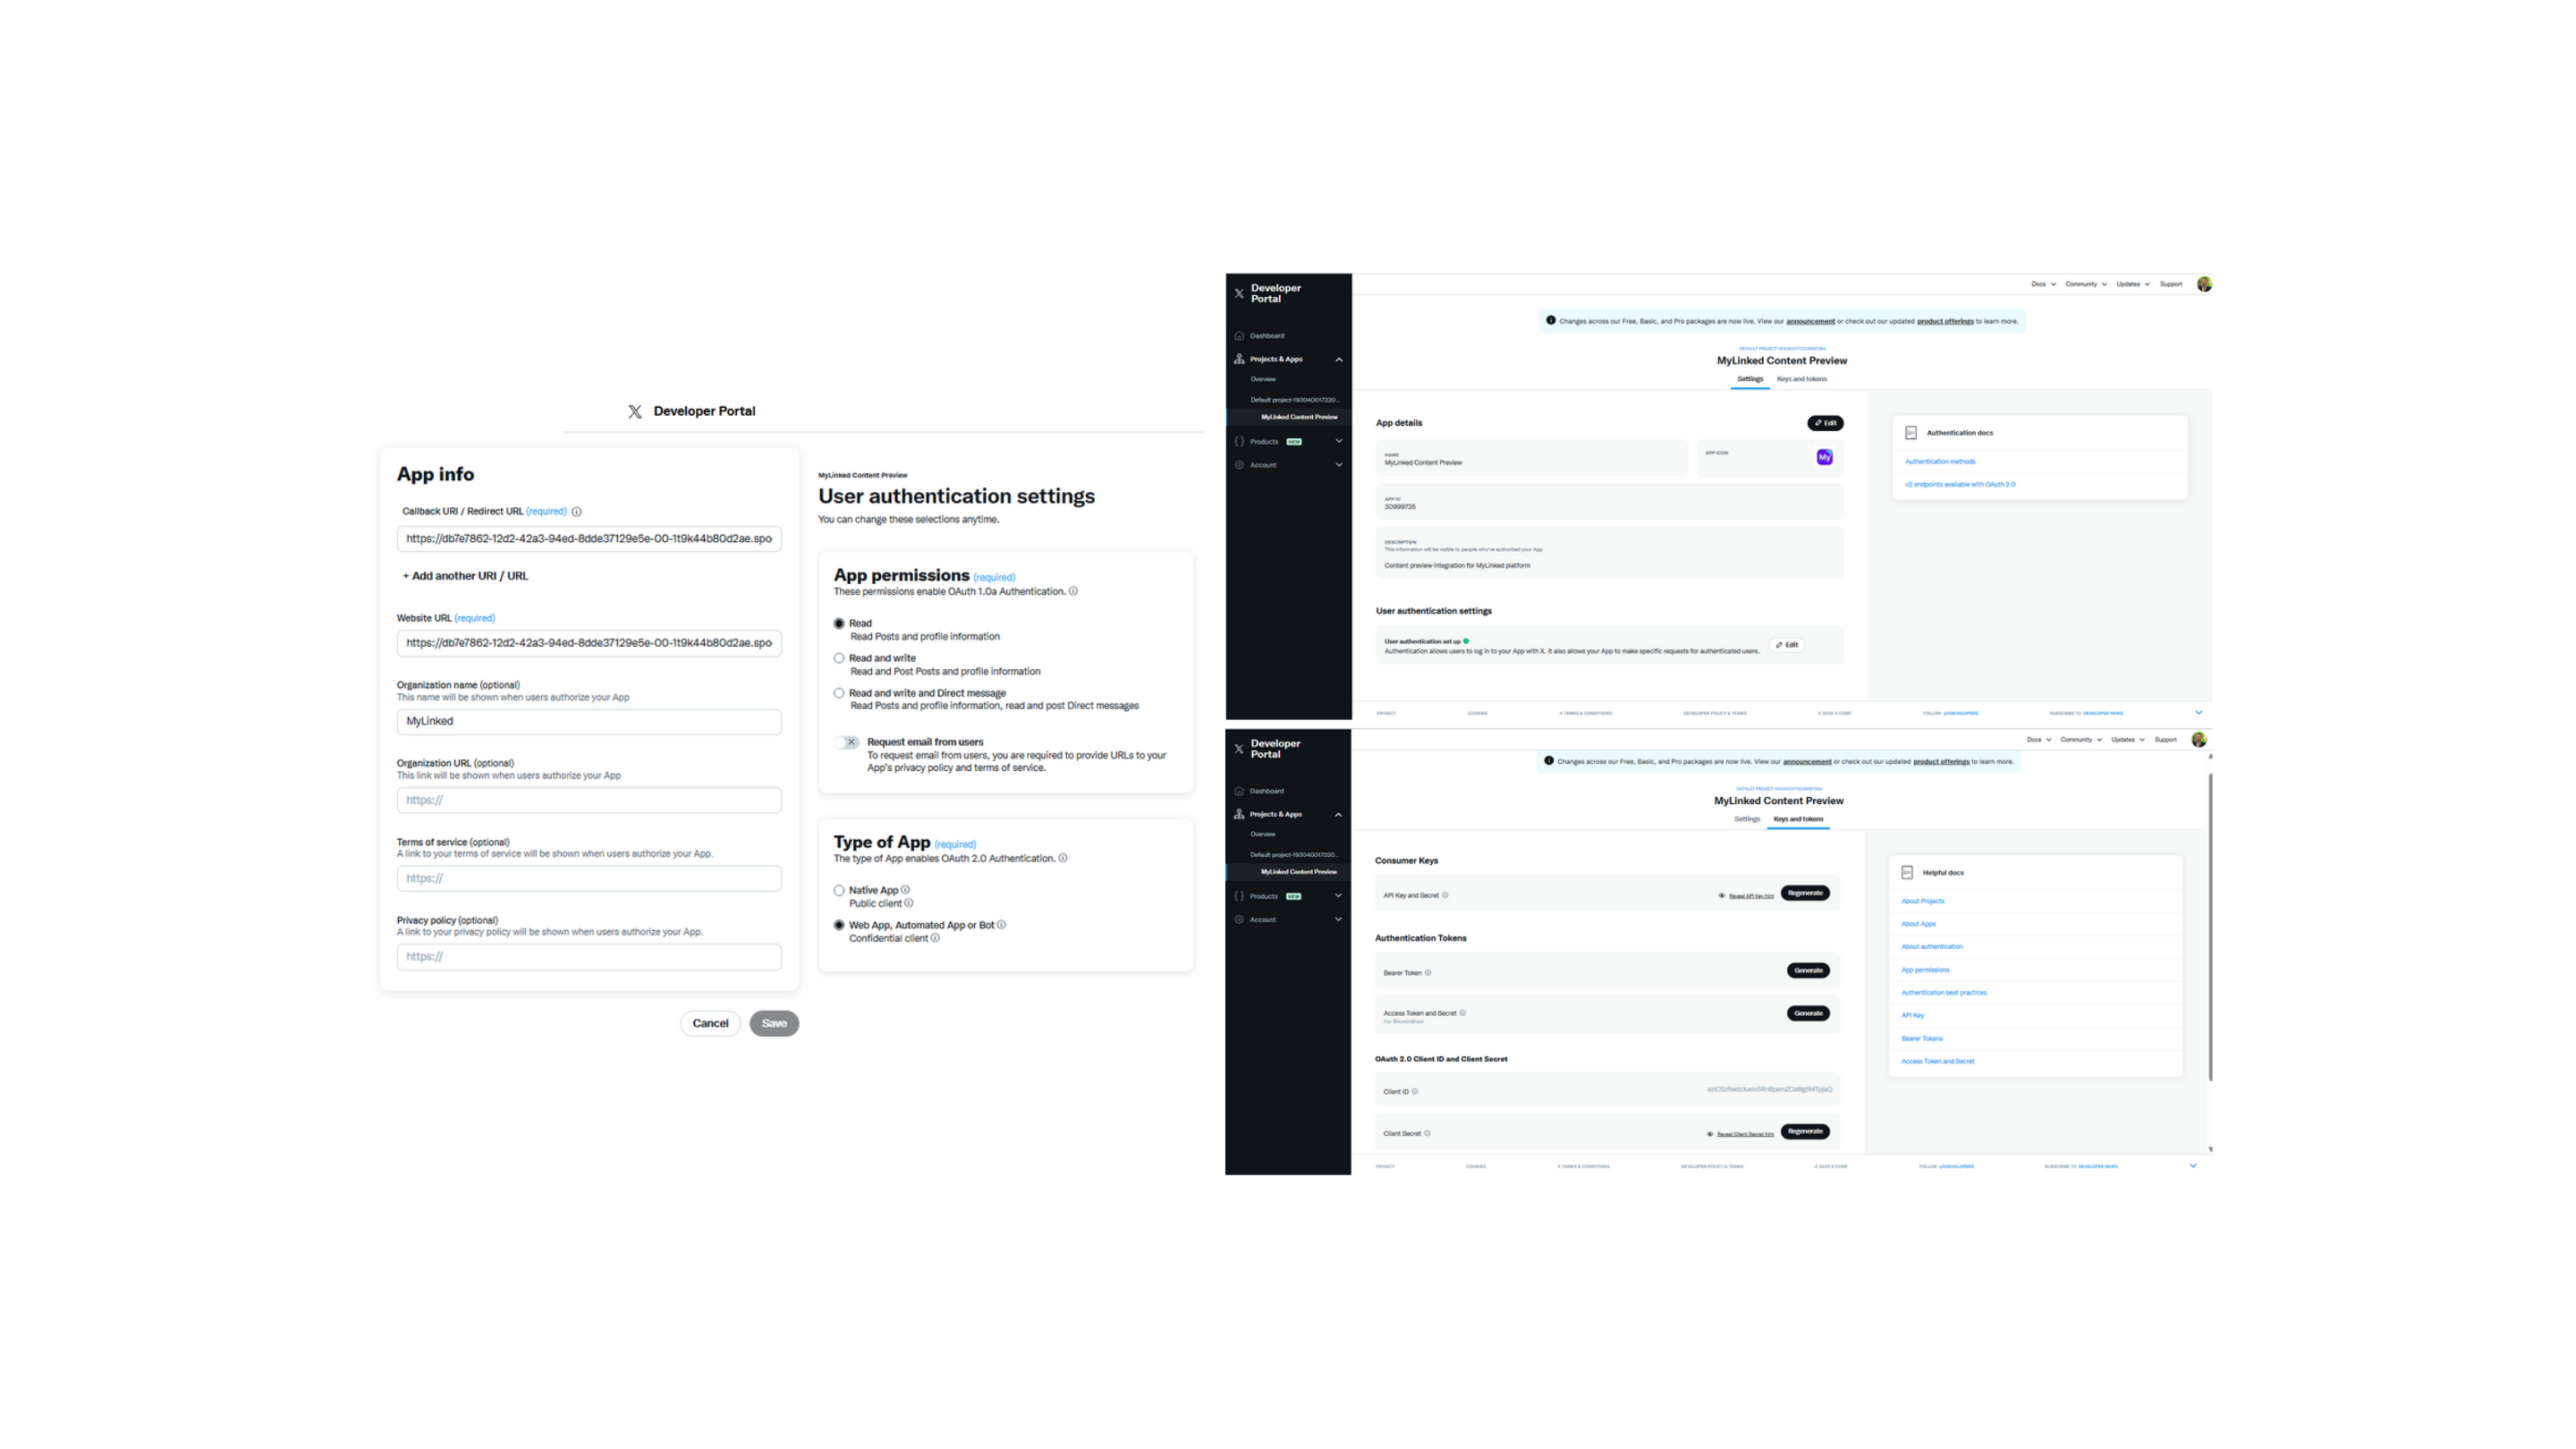 Developer Portal
App info
Callback URI / Redirect URL (required)
https://db7e7862-12d2-42a3-94ed-8dde37129e5e-00-1t9k44b80d2ae.spo
+ Add another URI / URL
Website URL (required)
https://db7e7862-12d2-42a3-94ed-8dde37129e5e-00-1t9k44b80d2ae.spo
Organization name (optional)
This name will be shown when users authorize your App
MyLinked
Organization URL (optional)
This link will be shown when users authorize your App
https://
Terms of service (optional)
A link to your terms of service will be shown when users authorize your App.
https://
Privacy policy (optional)
A link to your privacy policy will be shown when users authorize your App.
https://
Cancel
Save
MyLinked Content Preview
User authentication settings
You can change these selections anytime.
App permissions (required)
These permissions enable OAuth 1.0a Authentication.
Read
Read Posts and profile information
Read and write
Read and Post Posts and profile information
Read and write and Direct message
Read Posts and profile information, read and post Direct messages
Request email from users
To request email from users, you are required to provide URLs to your
App's privacy policy and terms of service.
Type of App (required)
The type of App enables OAuth 2.0 Authentication.
Native App
Public client
Web App, Automated App or Bot
Confidential client
Developer
Portal
Dashboard
Projects & Apps
Overview
Default project-193040017320...
MyLinked Content Preview
Products NEW
Account
Docs Community Updates Support
Changes across our Free, Basic, and Pro packages are now live. View our announcement or check out our updated product offerings to learn more.
MyLinked Content Preview
Settings Keys and tokens
App details
Edit
NAME
MyLinked Content Preview
APP ICON
My
APP ID
30999735
DESCRIPTION
This information will be visible to people who've authorized your App
Content preview integration for MyLinked platform
User authentication settings
User authentication set up
Authentication allows users to log in to your App with X. It also allows your App to make specific requests for authenticated users.
Edit
Authentication docs
Authentication methods
v2 endpoints available with OAuth 2.0
PRIVACY COOKIES X TERMS & CONDITIONS DEVELOPER POLICY & TERMS © 2025 X CORP. FOLLOW @XDEVELOPERS SUBSCRIBE TO DEVELOPER NEWS
Developer
Portal
Dashboard
Projects & Apps
Overview
Default project-193040017320...
MyLinked Content Preview
Products NEW
Account
Docs Community Updates Support
Changes across our Free, Basic, and Pro packages are now live. View our announcement or check out our updated product offerings to learn more.
MyLinked Content Preview
Settings Keys and tokens
Consumer Keys
API Key and Secret
Reveal API Key hint
Regenerate
Authentication Tokens
Bearer Token
Generate
Access Token and Secret
Generate
OAuth 2.0 Client ID and Client Secret
Client ID
Client Secret
Reveal Client Secret hint
Regenerate
Helpful docs
About Projects
About Apps
About authentication
App permissions
Authentication best practices
API Key
Bearer Tokens
Access Token and Secret
PRIVACY COOKIES X TERMS & CONDITIONS DEVELOPER POLICY & TERMS © 2025 X CORP. FOLLOW @XDEVELOPERS SUBSCRIBE TO DEVELOPER NEWS